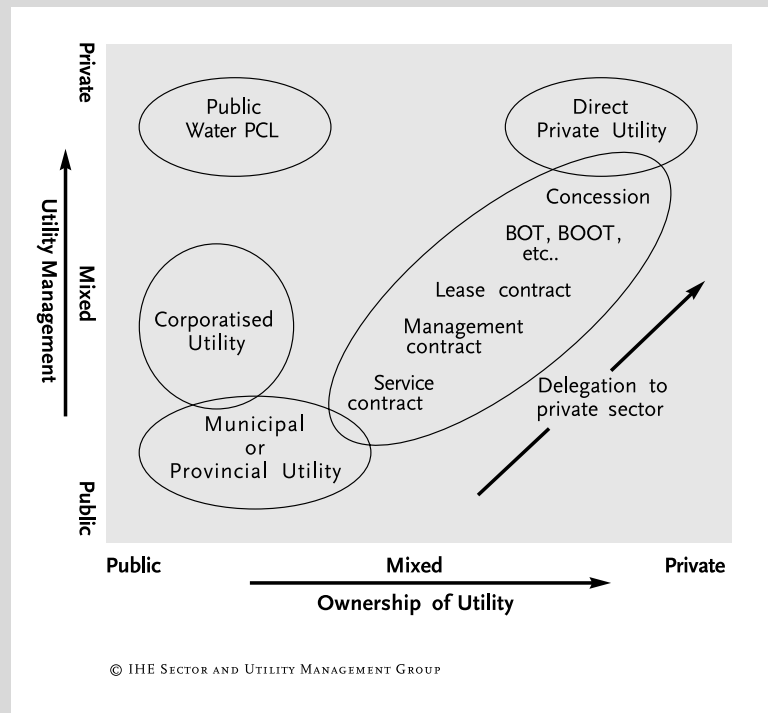 Private
Public
Water PCL
Direct
Private Utility
Concession
BOT, BOOT,
etc..
Utility Management
Mixed
Lease contract
Corporatised
Utility
Management
contract
Service
contract
Delegation to
private sector
Municipal
or
Provincial Utility
Public
Public
Mixed
Private
Ownership of Utility
© IHE Sector and Utility Management Group